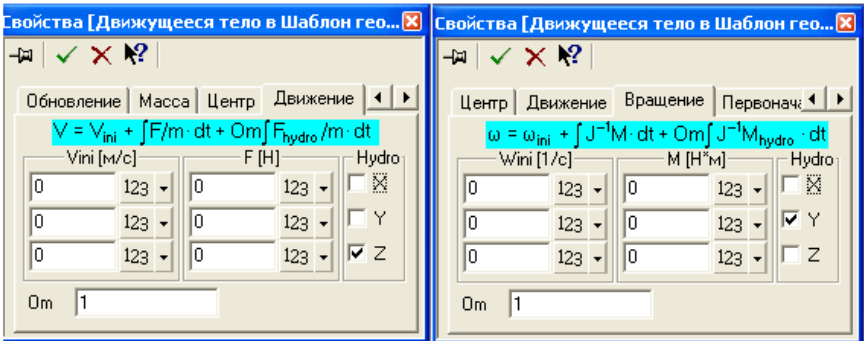 Свойства [Движущееся тело в Шаблон гео...
Обновление Масса Центр Движение
V = Vini + ∫F/m· dt + Om∫Fhydro/m· dt
Vini [м/с] F [Н] Hydro
0 123 0 123 X
0 123 0 123 Y
0 123 0 123 Z
Om 1
Свойства [Движущееся тело в Шаблон гео...
Центр Движение Вращение Первонача
ω = ωini + ∫J⁻¹M· dt + Om∫J⁻¹Mhydro · dt
Wini [1/с] M [Н*м] Hydro
0 123 0 123 X
0 123 0 123 Y
0 123 0 123 Z
Om 1